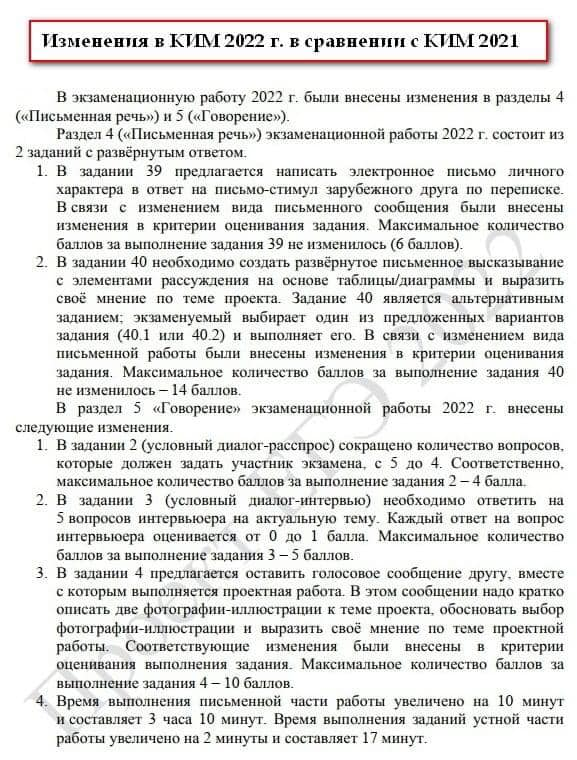 Изменения в КИМ 2022 г. в сравнении с КИМ 2021
В экзаменационную работу 2022 г. были внесены изменения в разделы 4
(«Письменная речь») и 5 («Говорение»).
Раздел 4 («Письменная речь») экзаменационной работы 2022 г. состоит из
2 заданий с развёрнутым ответом.
1. В задании 39 предлагается написать электронное письмо личного
характера в ответ на письмо-стимул зарубежного друга по переписке.
В связи с изменением вида письменного сообщения были внесены
изменения в критерии оценивания задания. Максимальное количество
баллов за выполнение задания 39 не изменилось (6 баллов).
2. В задании 40 необходимо создать развёрнутое письменное высказывание
с элементами рассуждения на основе таблицы/диаграммы и выразить
своё мнение по теме проекта. Задание 40 является альтернативным
заданием; экзаменуемый выбирает один из предложенных вариантов
задания (40.1 или 40.2) и выполняет его. В связи с изменением вида
письменной работы были внесены изменения в критерии оценивания
задания. Максимальное количество баллов за выполнение задания 40
не изменилось – 14 баллов.
В раздел 5 «Говорение» экзаменационной работы 2022 г. внесены
следующие изменения.
1. В задании 2 (условный диалог-расспрос) сокращено количество вопросов,
которые должен задать участник экзамена, с 5 до 4. Соответственно,
максимальное количество баллов за выполнение задания 2 – 4 балла.
2. В задании 3 (условный диалог-интервью) необходимо ответить на
5 вопросов интервьюера на актуальную тему. Каждый ответ на вопрос
интервьюера оценивается от 0 до 1 балла. Максимальное количество
баллов за выполнение задания 3 – 5 баллов.
3. В задании 4 предлагается оставить голосовое сообщение другу, вместе
с которым выполняется проектная работа. В этом сообщении надо кратко
описать две фотографии-иллюстрации к теме проекта, обосновать выбор
фотографии-иллюстрации и выразить своё мнение по теме проектной
работы. Соответствующие изменения были внесены в критерии
оценивания выполнения задания. Максимальное количество баллов за
выполнение задания 4 – 10 баллов.
4. Время выполнения письменной части работы увеличено на 10 минут
и составляет 3 часа 10 минут. Время выполнения заданий устной части
работы увеличено на 2 минуты и составляет 17 минут.
Проект ЕГЭ 2022